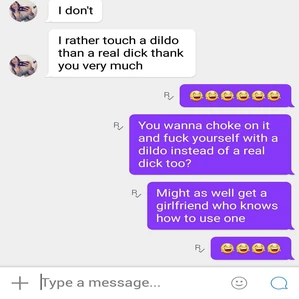 I don't
I rather touch a dildo
than a real dick thank
you very much
😂😂😂😂😂😂
You wanna choke on it
and fuck yourself with a
dildo instead of a real
dick too?
Might as well get a
girlfriend who knows
how to use one
😂😂😂😂
Type a message...